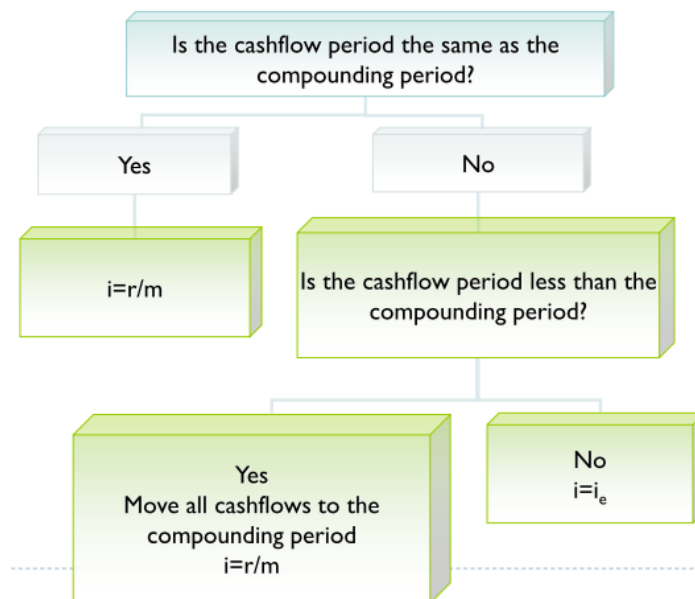 Is the cashflow period the same as the
compounding period?
Yes
No
i=r/m
Is the cashflow period less than the
compounding period?
Yes
Move all cashflows to the
compounding period
i=r/m
No
i=iₑ